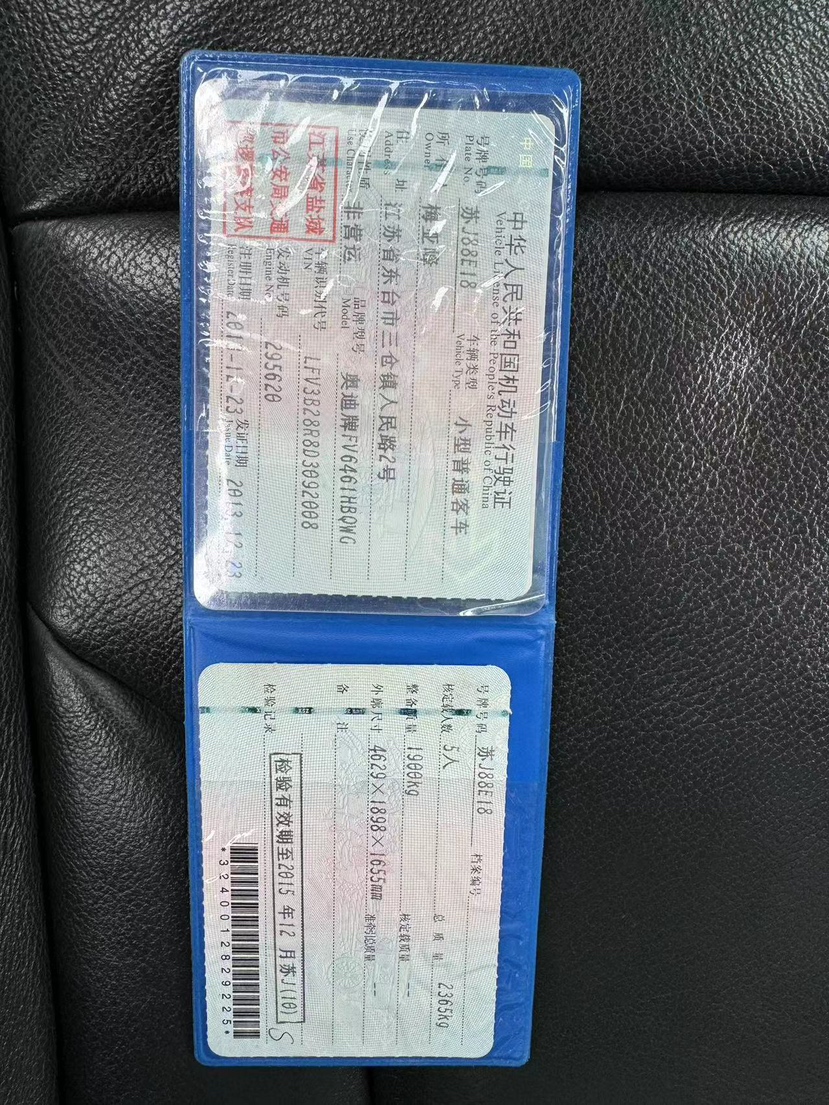 中国
中华人民共和国机动车行驶证
Vehicle License of the People's Republic of China
号牌号码 苏J88E18 车辆类型 小型普通客车
Plate No. Vehicle Type
所有人 梅亚峰
Owner
住 址 江苏省东台市三仓镇人民路2号
Address
使用性质 非营运 品牌型号 奥迪牌FV6461HBQWG
Use Character Model
江苏省盐城
市公安局交通
警察支队
车辆识别代号 LFV3B28R8D3092008
VIN
发动机号码 295620
Engine No.
注册日期 发证日期 2013-12-23
Register Date Issue Date
号牌号码 苏J88E18 档案编号
核定载人数 5人 总 质 量 2365kg
整备质量 1900kg 核定载质量 --
外廓尺寸 4629×1898×1655mm 准牵引总质量 --
备 注
检验记录
检验有效期至2015 年12 月苏J(10)
*3240012829225*